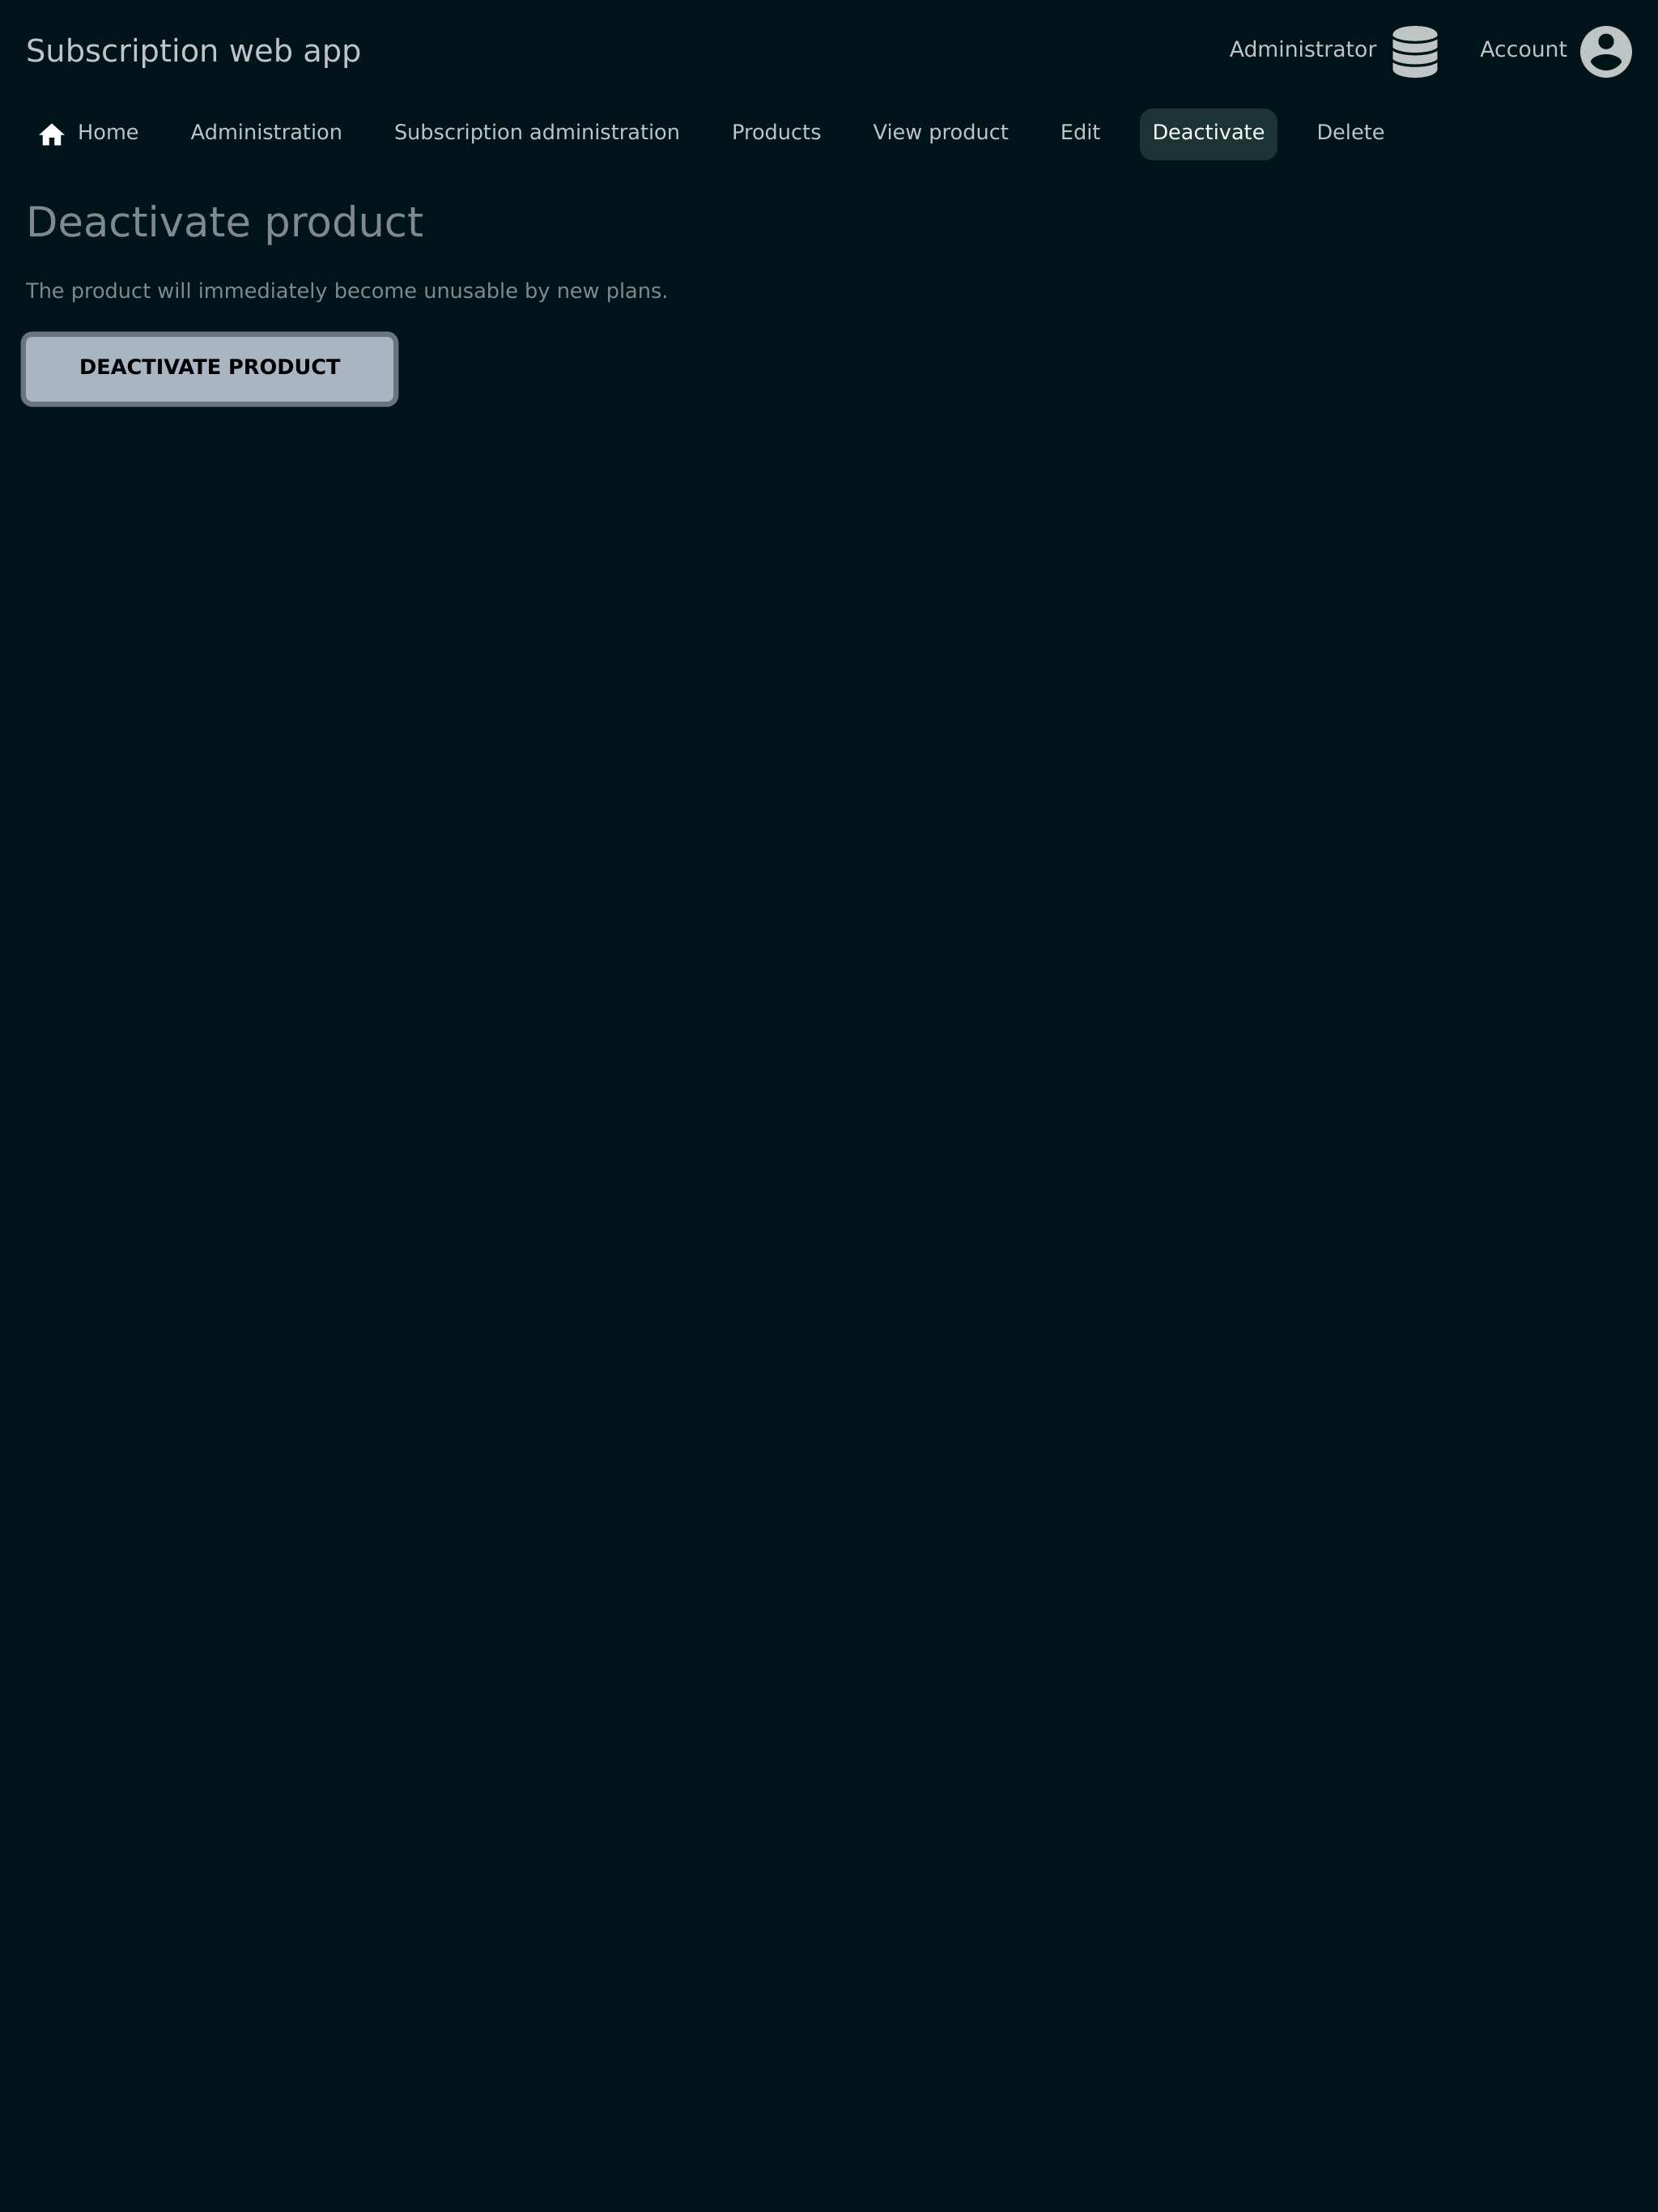 Subscription web app
Administrator
Account
Home Administration Subscription administration Products View product Edit Deactivate Delete
Deactivate product
The product will immediately become unusable by new plans.
DEACTIVATE PRODUCT